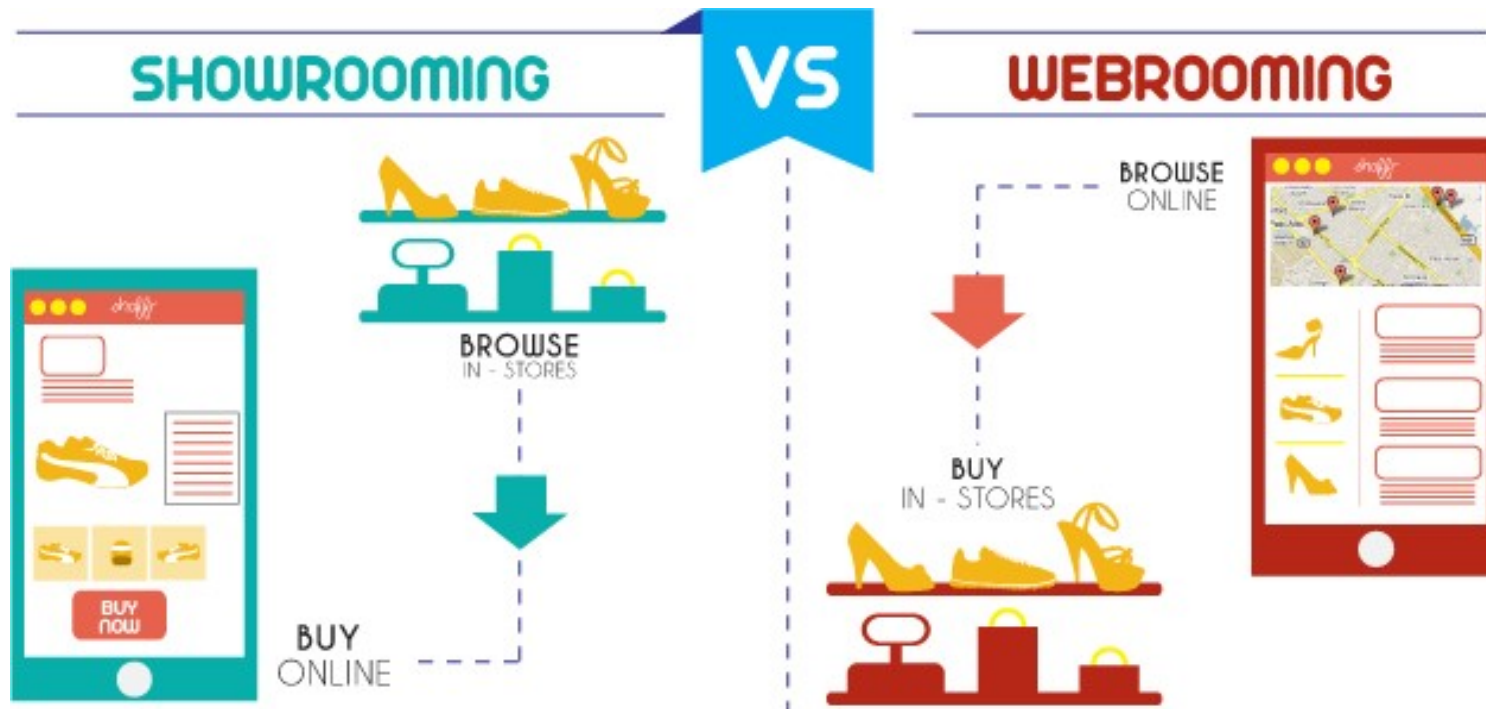 SHOWROOMING
VS
WEBROOMING
BROWSE
IN - STORES
BUY
NOW
BUY
ONLINE
BROWSE
ONLINE
BUY
IN - STORES